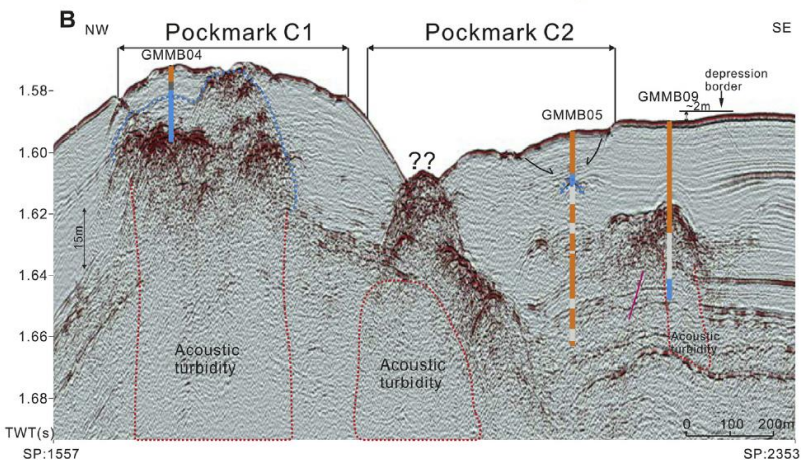 B
NW
SE
Pockmark C1
Pockmark C2
GMMB04
GMMB05
GMMB09
depression
border
~2m
1.58-
1.60-
1.62-
1.64-
1.66-
1.68-
15m
??
Acoustic
turbidity
Acoustic
turbidity
Acoustic
turbidity
0 100 200m
TWT(s)
SP:1557
SP:2353